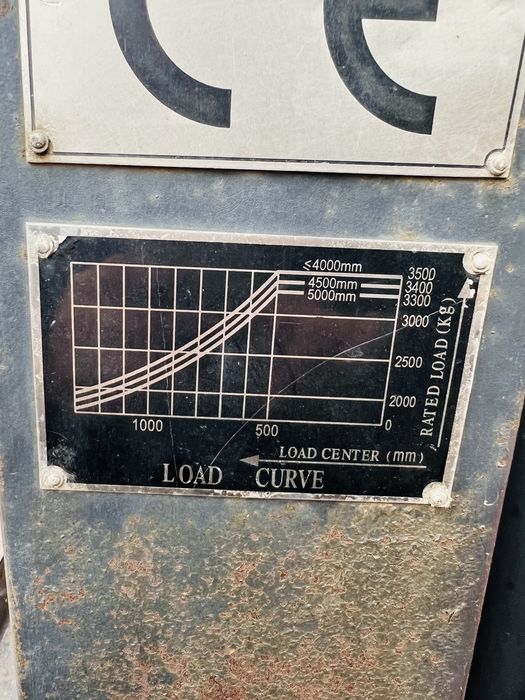 CE
≤4000mm 3500
4500mm 3400
5000mm 3300
3000
2500
2000
1000 500 0
RATED LOAD (Kg)
LOAD CENTER (mm)
LOAD CURVE